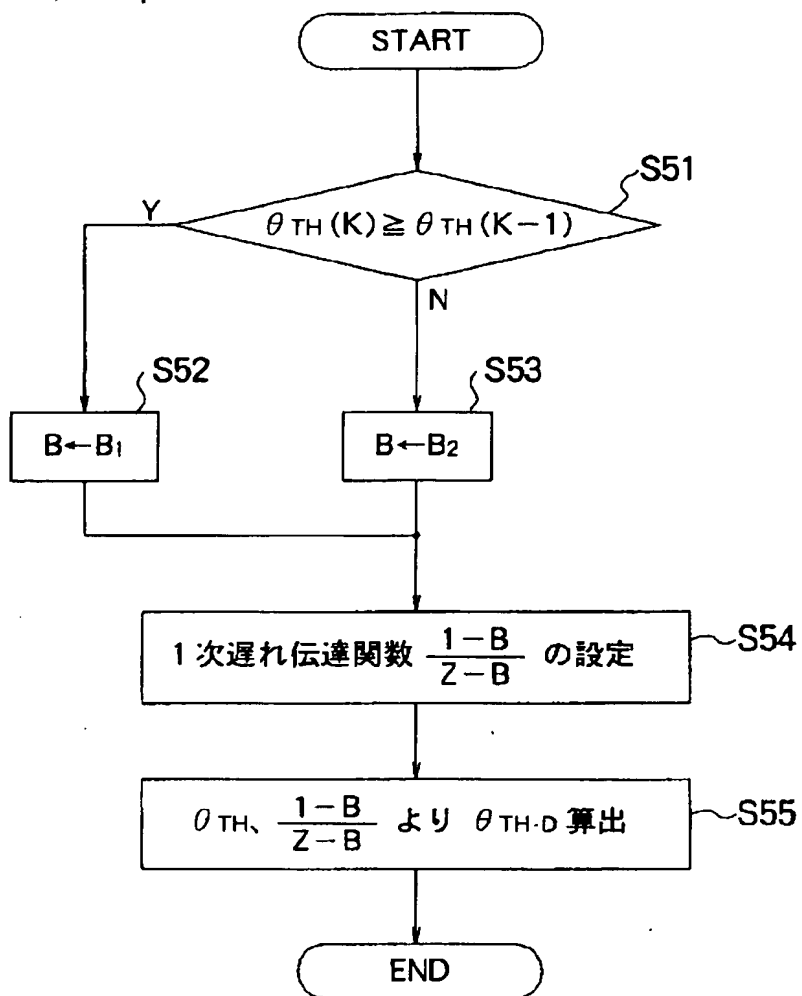 START
S51
θTH(K)≧θTH(K-1)
Y
N
S52
S53
B←B1
B←B2
1次遅れ伝達関数 1-B/Z-B の設定
S54
θTH、1-B/Z-B より θTH-D 算出
S55
END